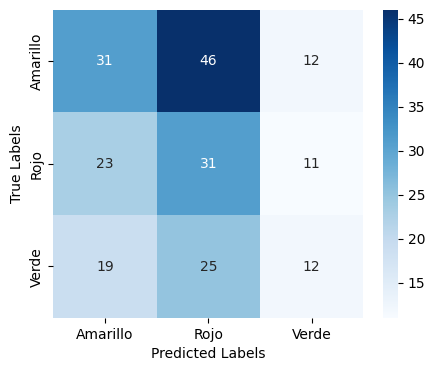 True Labels
Amarillo
Rojo
Verde
31 46 12
23 31 11
19 25 12
Amarillo Rojo Verde
Predicted Labels
45
40
35
30
25
20
15